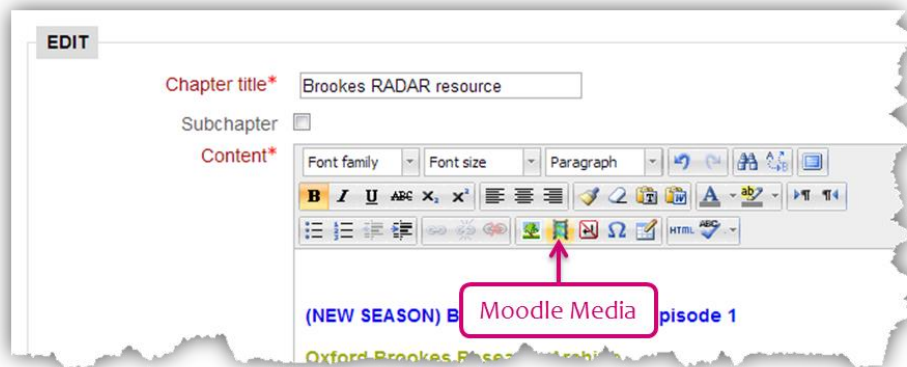 EDIT
Chapter title*
Brookes RADAR resource
Subchapter
Content*
Font family
Font size
Paragraph
B I U ABC X₂ X²
HTML ABC
Moodle Media
(NEW SEASON) B
pisode 1
Oxford Brookes